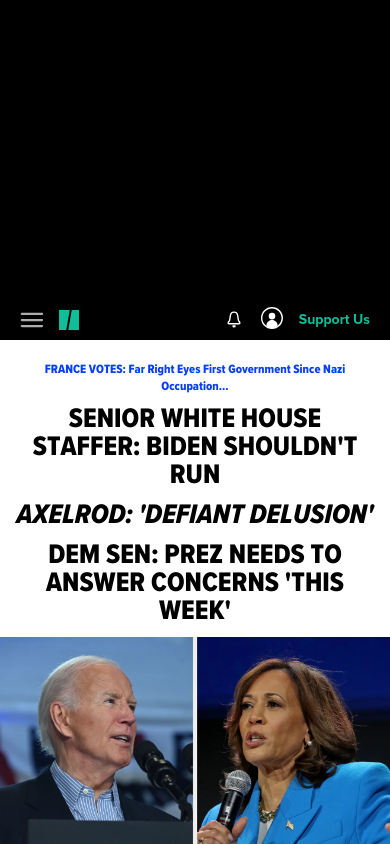 Support Us
FRANCE VOTES: Far Right Eyes First Government Since Nazi
Occupation...
SENIOR WHITE HOUSE
STAFFER: BIDEN SHOULDN'T
RUN
AXELROD: 'DEFIANT DELUSION'
DEM SEN: PREZ NEEDS TO
ANSWER CONCERNS 'THIS
WEEK'